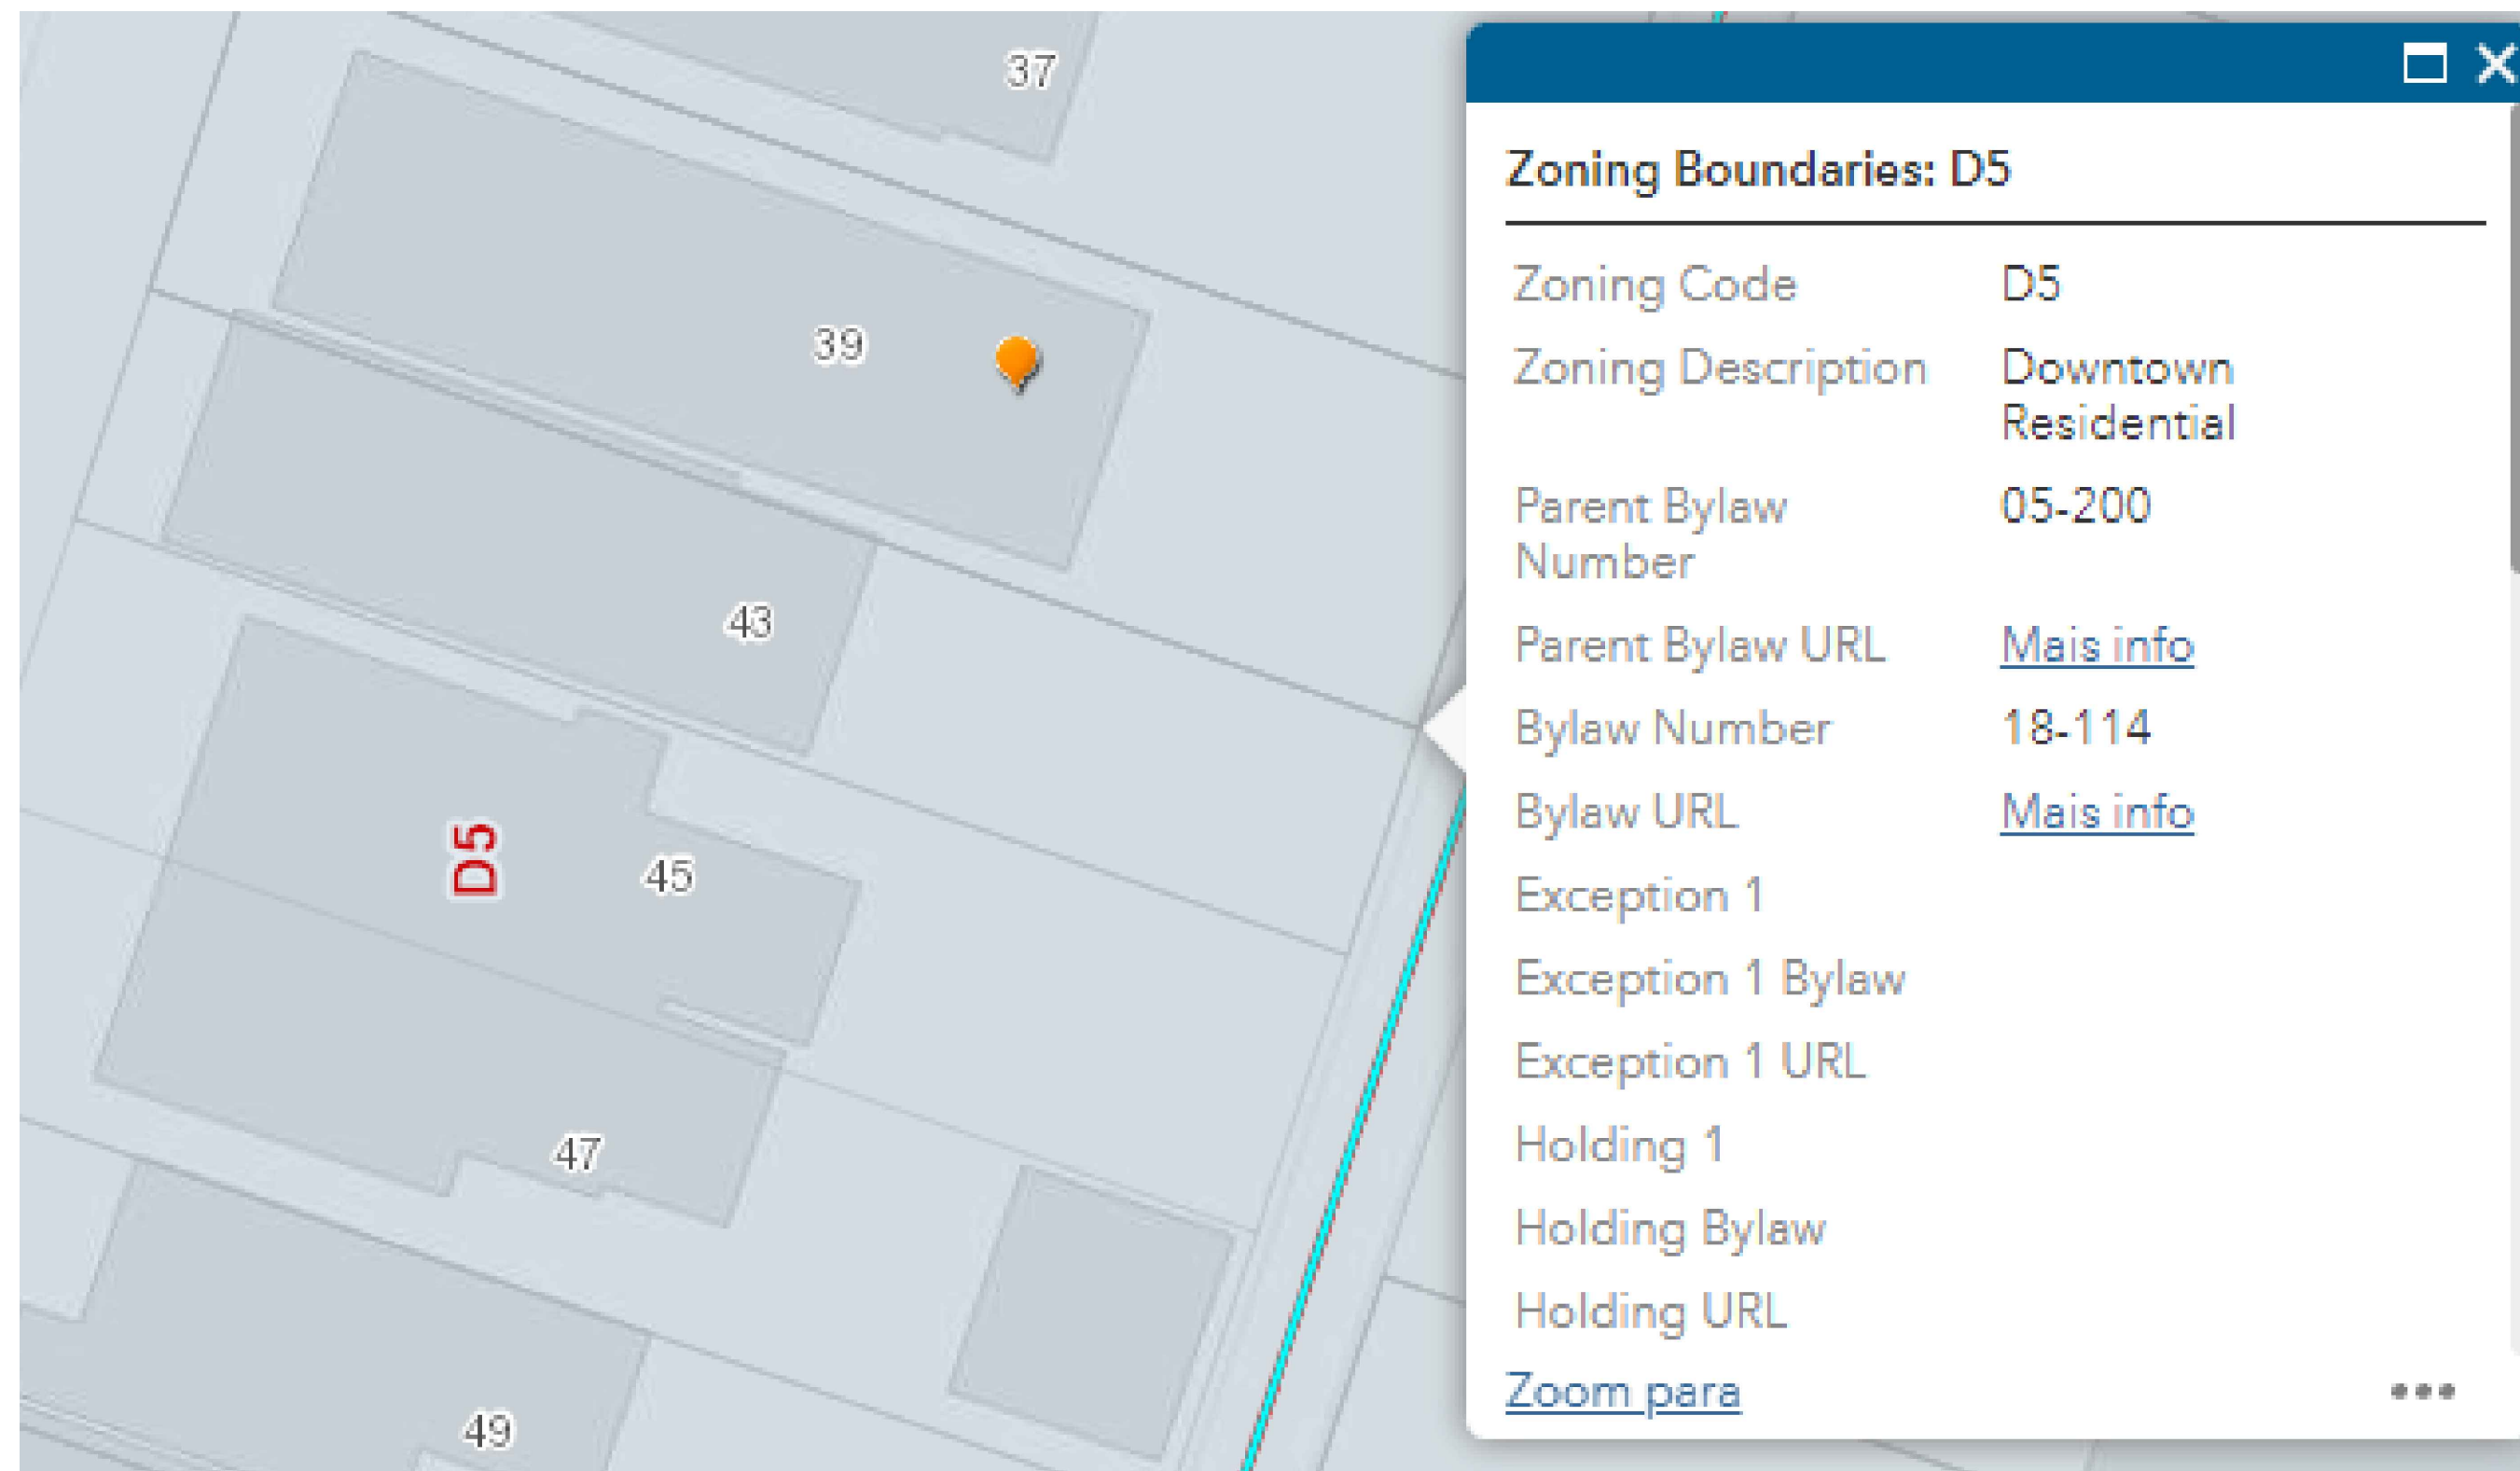 37
39
43
D5
45
47
49
Zoning Boundaries: D5
Zoning Code D5
Zoning Description Downtown
Residential
Parent Bylaw 05-200
Number
Parent Bylaw URL Mais info
Bylaw Number 18-114
Bylaw URL Mais info
Exception 1
Exception 1 Bylaw
Exception 1 URL
Holding 1
Holding Bylaw
Holding URL
Zoom para